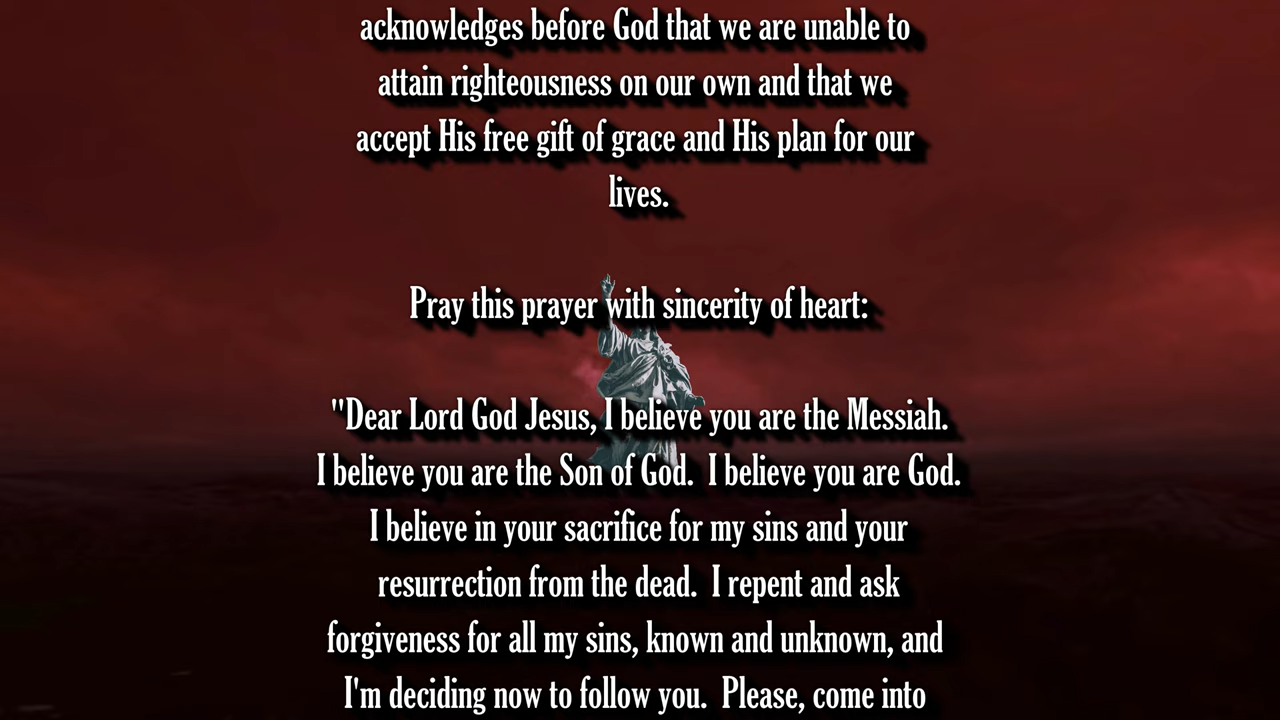 acknowledges before God that we are unable to
attain righteousness on our own and that we
accept His free gift of grace and His plan for our
lives.
Pray this prayer with sincerity of heart:
"Dear Lord God Jesus, I believe you are the Messiah.
I believe you are the Son of God.  I believe you are God.
I believe in your sacrifice for my sins and your
resurrection from the dead.  I repent and ask
forgiveness for all my sins, known and unknown, and
I'm deciding now to follow you.  Please, come into